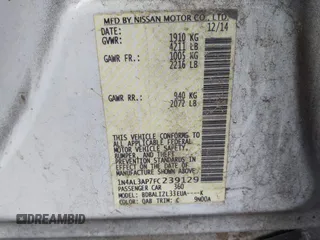 MFD BY NISSAN MOTOR CO., LTD.
DATE: 12/14
GVWR: 1910 KG
4211 LB
GAWR FR: 1005 KG
2216 LB
GAWR RR: 940 KG
2072 LB
THIS VEHICLE CONFORMS TO ALL APPLICABLE
FEDERAL MOTOR VEHICLE SAFETY, BUMPER, AND
THEFT PREVENTION STANDARDS IN EFFECT ON THE
DATE OF MANUFACTURE SHOWN ABOVE.
1N4AL3AP7FC239129
PASSENGER CAR 360
MODEL:
COLOR: QAB TRIM:
BIDFAX